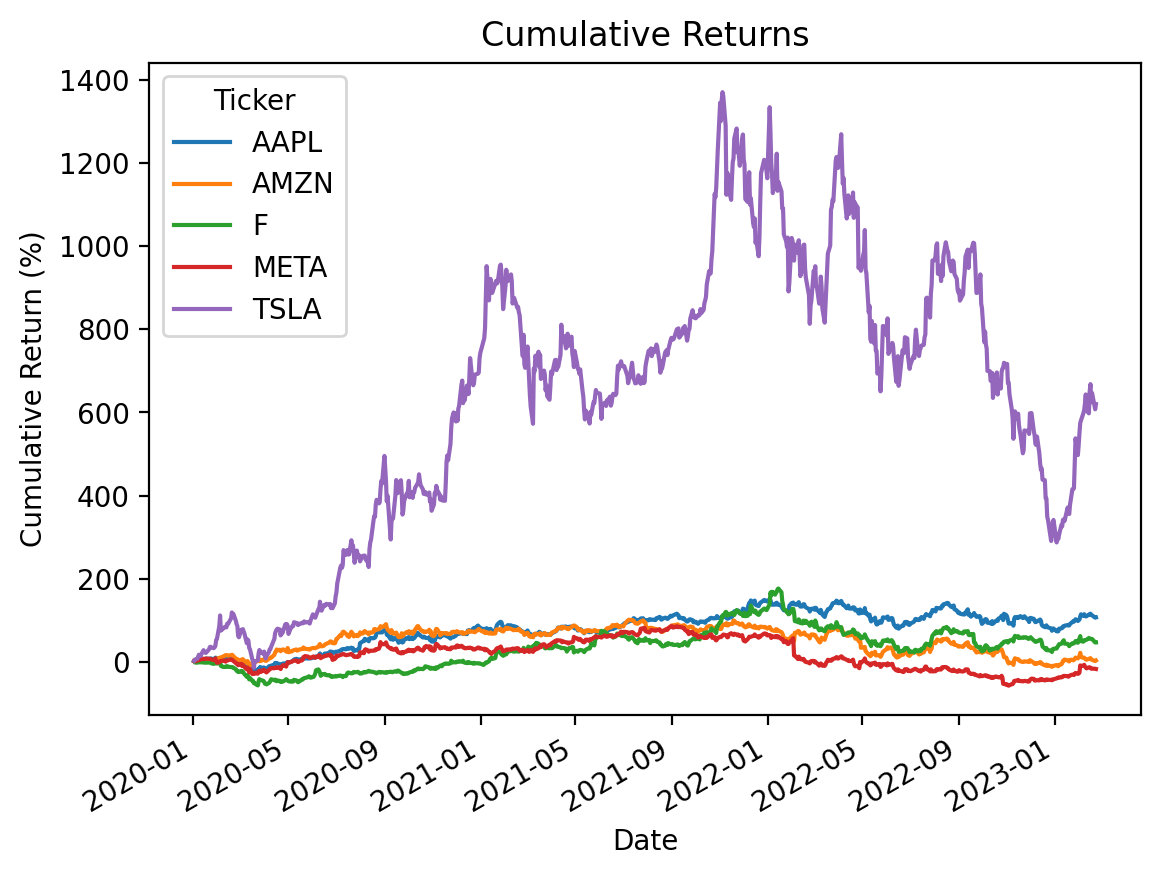 Cumulative Returns
Cumulative Return (%)
1400
1200
1000
800
600
400
200
0
Ticker
AAPL
AMZN
F
META
TSLA
2020-01
2020-05
2020-09
2021-01
2021-05
2021-09
2022-01
2022-05
2022-09
2023-01
Date